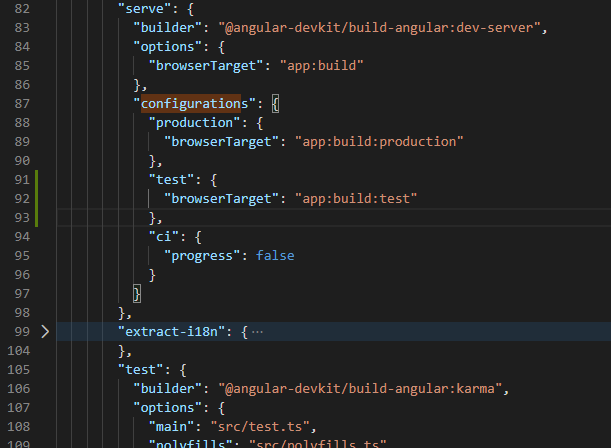 82 "serve": {
83 "builder": "@angular-devkit/build-angular:dev-server",
84 "options": {
85 "browserTarget": "app:build"
86 },
87 "configurations": {
88 "production": {
89 "browserTarget": "app:build:production"
90 },
91 "test": {
92 "browserTarget": "app:build:test"
93 },
94 "ci": {
95 "progress": false
96 }
97 }
98 },
99 "extract-i18n": { ···
104 },
105 "test": {
106 "builder": "@angular-devkit/build-angular:karma",
107 "options": {
108 "main": "src/test.ts",
109 "polyfills": "src/polyfills.ts"